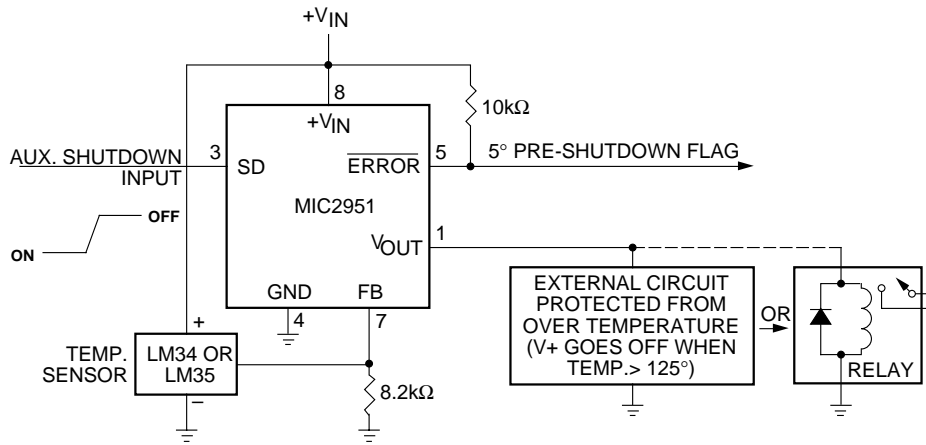 +VIN
8
+VIN
10kΩ
AUX. SHUTDOWN
INPUT
3
SD
ERROR
5
5° PRE-SHUTDOWN FLAG
MIC2951
OFF
ON
VOUT
1
GND
FB
4
7
EXTERNAL CIRCUIT
PROTECTED FROM
OVER TEMPERATURE
(V+ GOES OFF WHEN
TEMP.> 125°)
OR
RELAY
TEMP.
SENSOR
+
LM34 OR
LM35
–
8.2kΩ